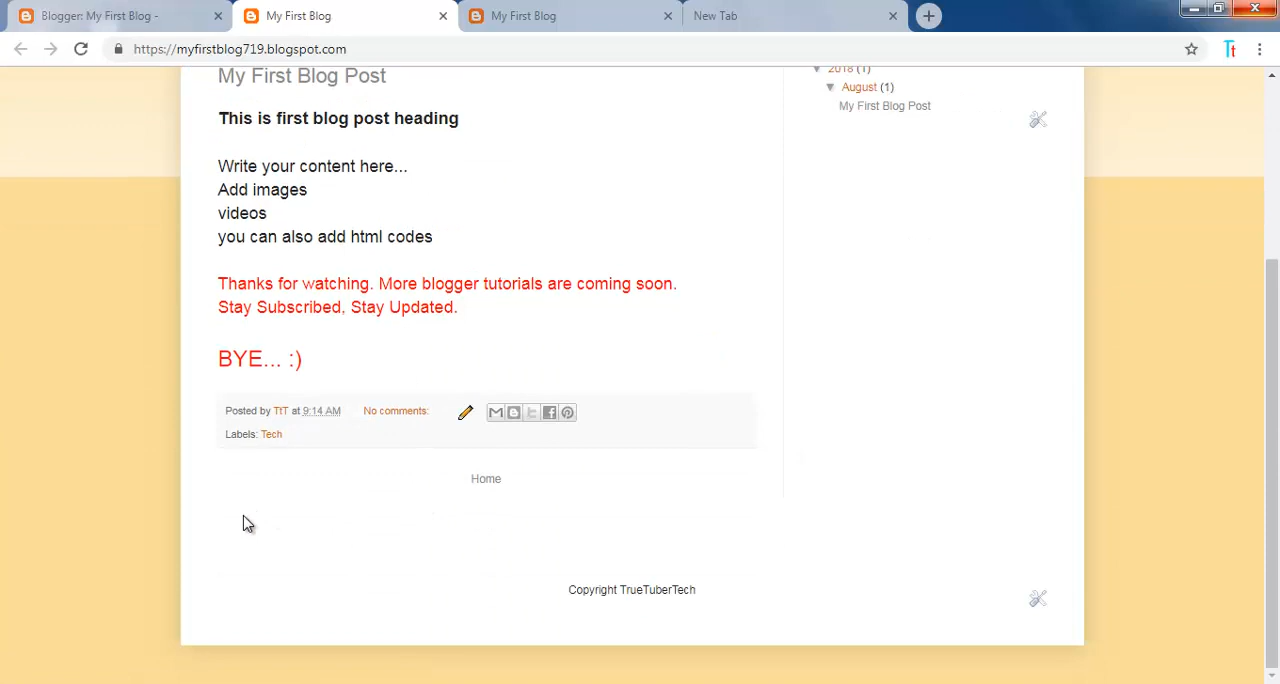 Blogger: My First Blog -
My First Blog
My First Blog
New Tab
https://myfirstblog719.blogspot.com
Tt
My First Blog Post
2018 (1)
August (1)
My First Blog Post
This is first blog post heading
Write your content here...
Add images
videos
you can also add html codes
Thanks for watching. More blogger tutorials are coming soon.
Stay Subscribed, Stay Updated.
BYE... :)
Posted by TtT at 9:14 AM No comments:
Labels: Tech
Home
Copyright TrueTuberTech